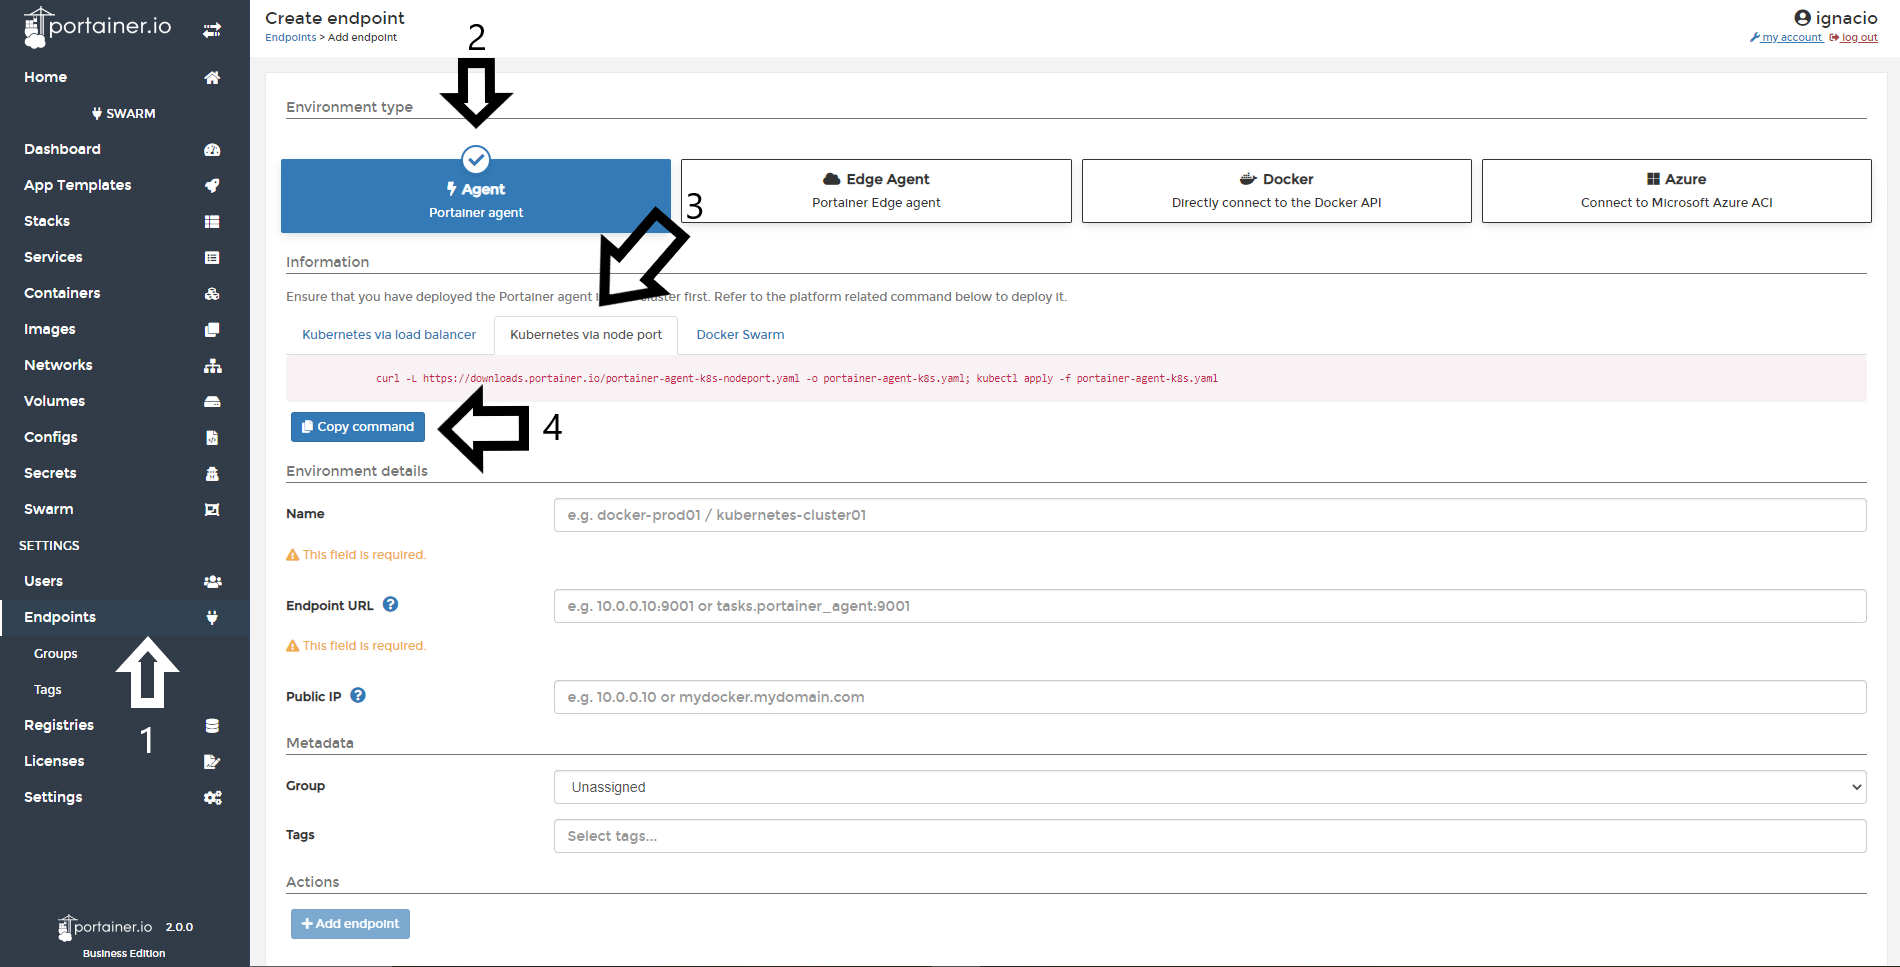 portainer.io
Home
SWARM
Dashboard
App Templates
Stacks
Services
Containers
Images
Networks
Volumes
Configs
Secrets
Swarm
SETTINGS
Users
Endpoints
Groups
Tags
1
Registries
Licenses
Settings
portainer.io 2.0.0
Business Edition
Create endpoint
Endpoints > Add endpoint
ignacio
my account log out
2
Environment type
Agent
Portainer agent
Edge Agent
Portainer Edge agent
Docker
Directly connect to the Docker API
Azure
Connect to Microsoft Azure ACI
3
Information
Ensure that you have deployed the Portainer agent cluster first. Refer to the platform related command below to deploy it.
Kubernetes via load balancer
Kubernetes via node port
Docker Swarm
curl -L https://downloads.portainer.io/portainer-agent-k8s-nodeport.yaml -o portainer-agent-k8s.yaml; kubectl apply -f portainer-agent-k8s.yaml
Copy command
4
Environment details
Name
e.g. docker-prod01 / kubernetes-cluster01
This field is required.
Endpoint URL
e.g. 10.0.0.10:9001 or tasks.portainer_agent:9001
This field is required.
Public IP
e.g. 10.0.0.10 or mydocker.mydomain.com
Metadata
Group
Unassigned
Tags
Select tags...
Actions
Add endpoint